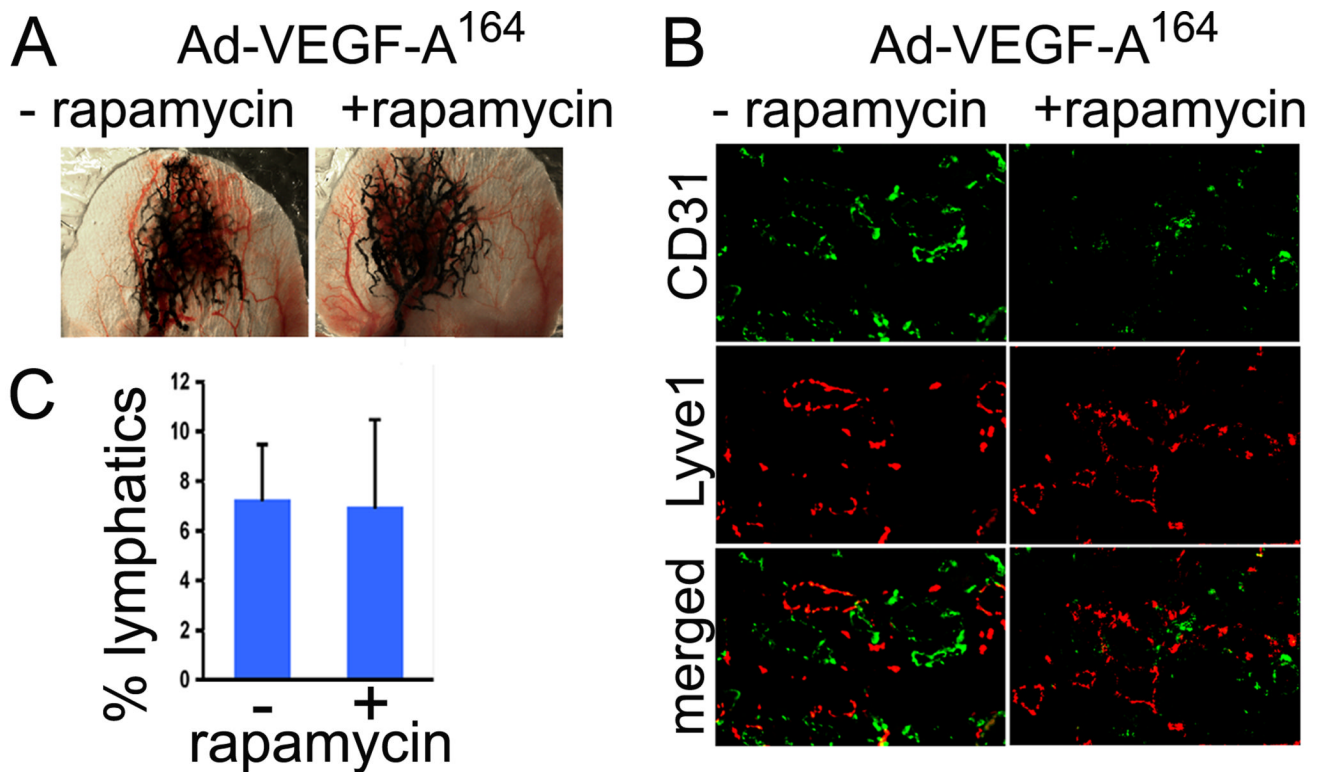 A
Ad-VEGF-A164
- rapamycin
+rapamycin
B
Ad-VEGF-A164
- rapamycin
+rapamycin
CD31
Lyve1
merged
C
% lymphatics
12
10
8
6
4
2
0
- +
rapamycin